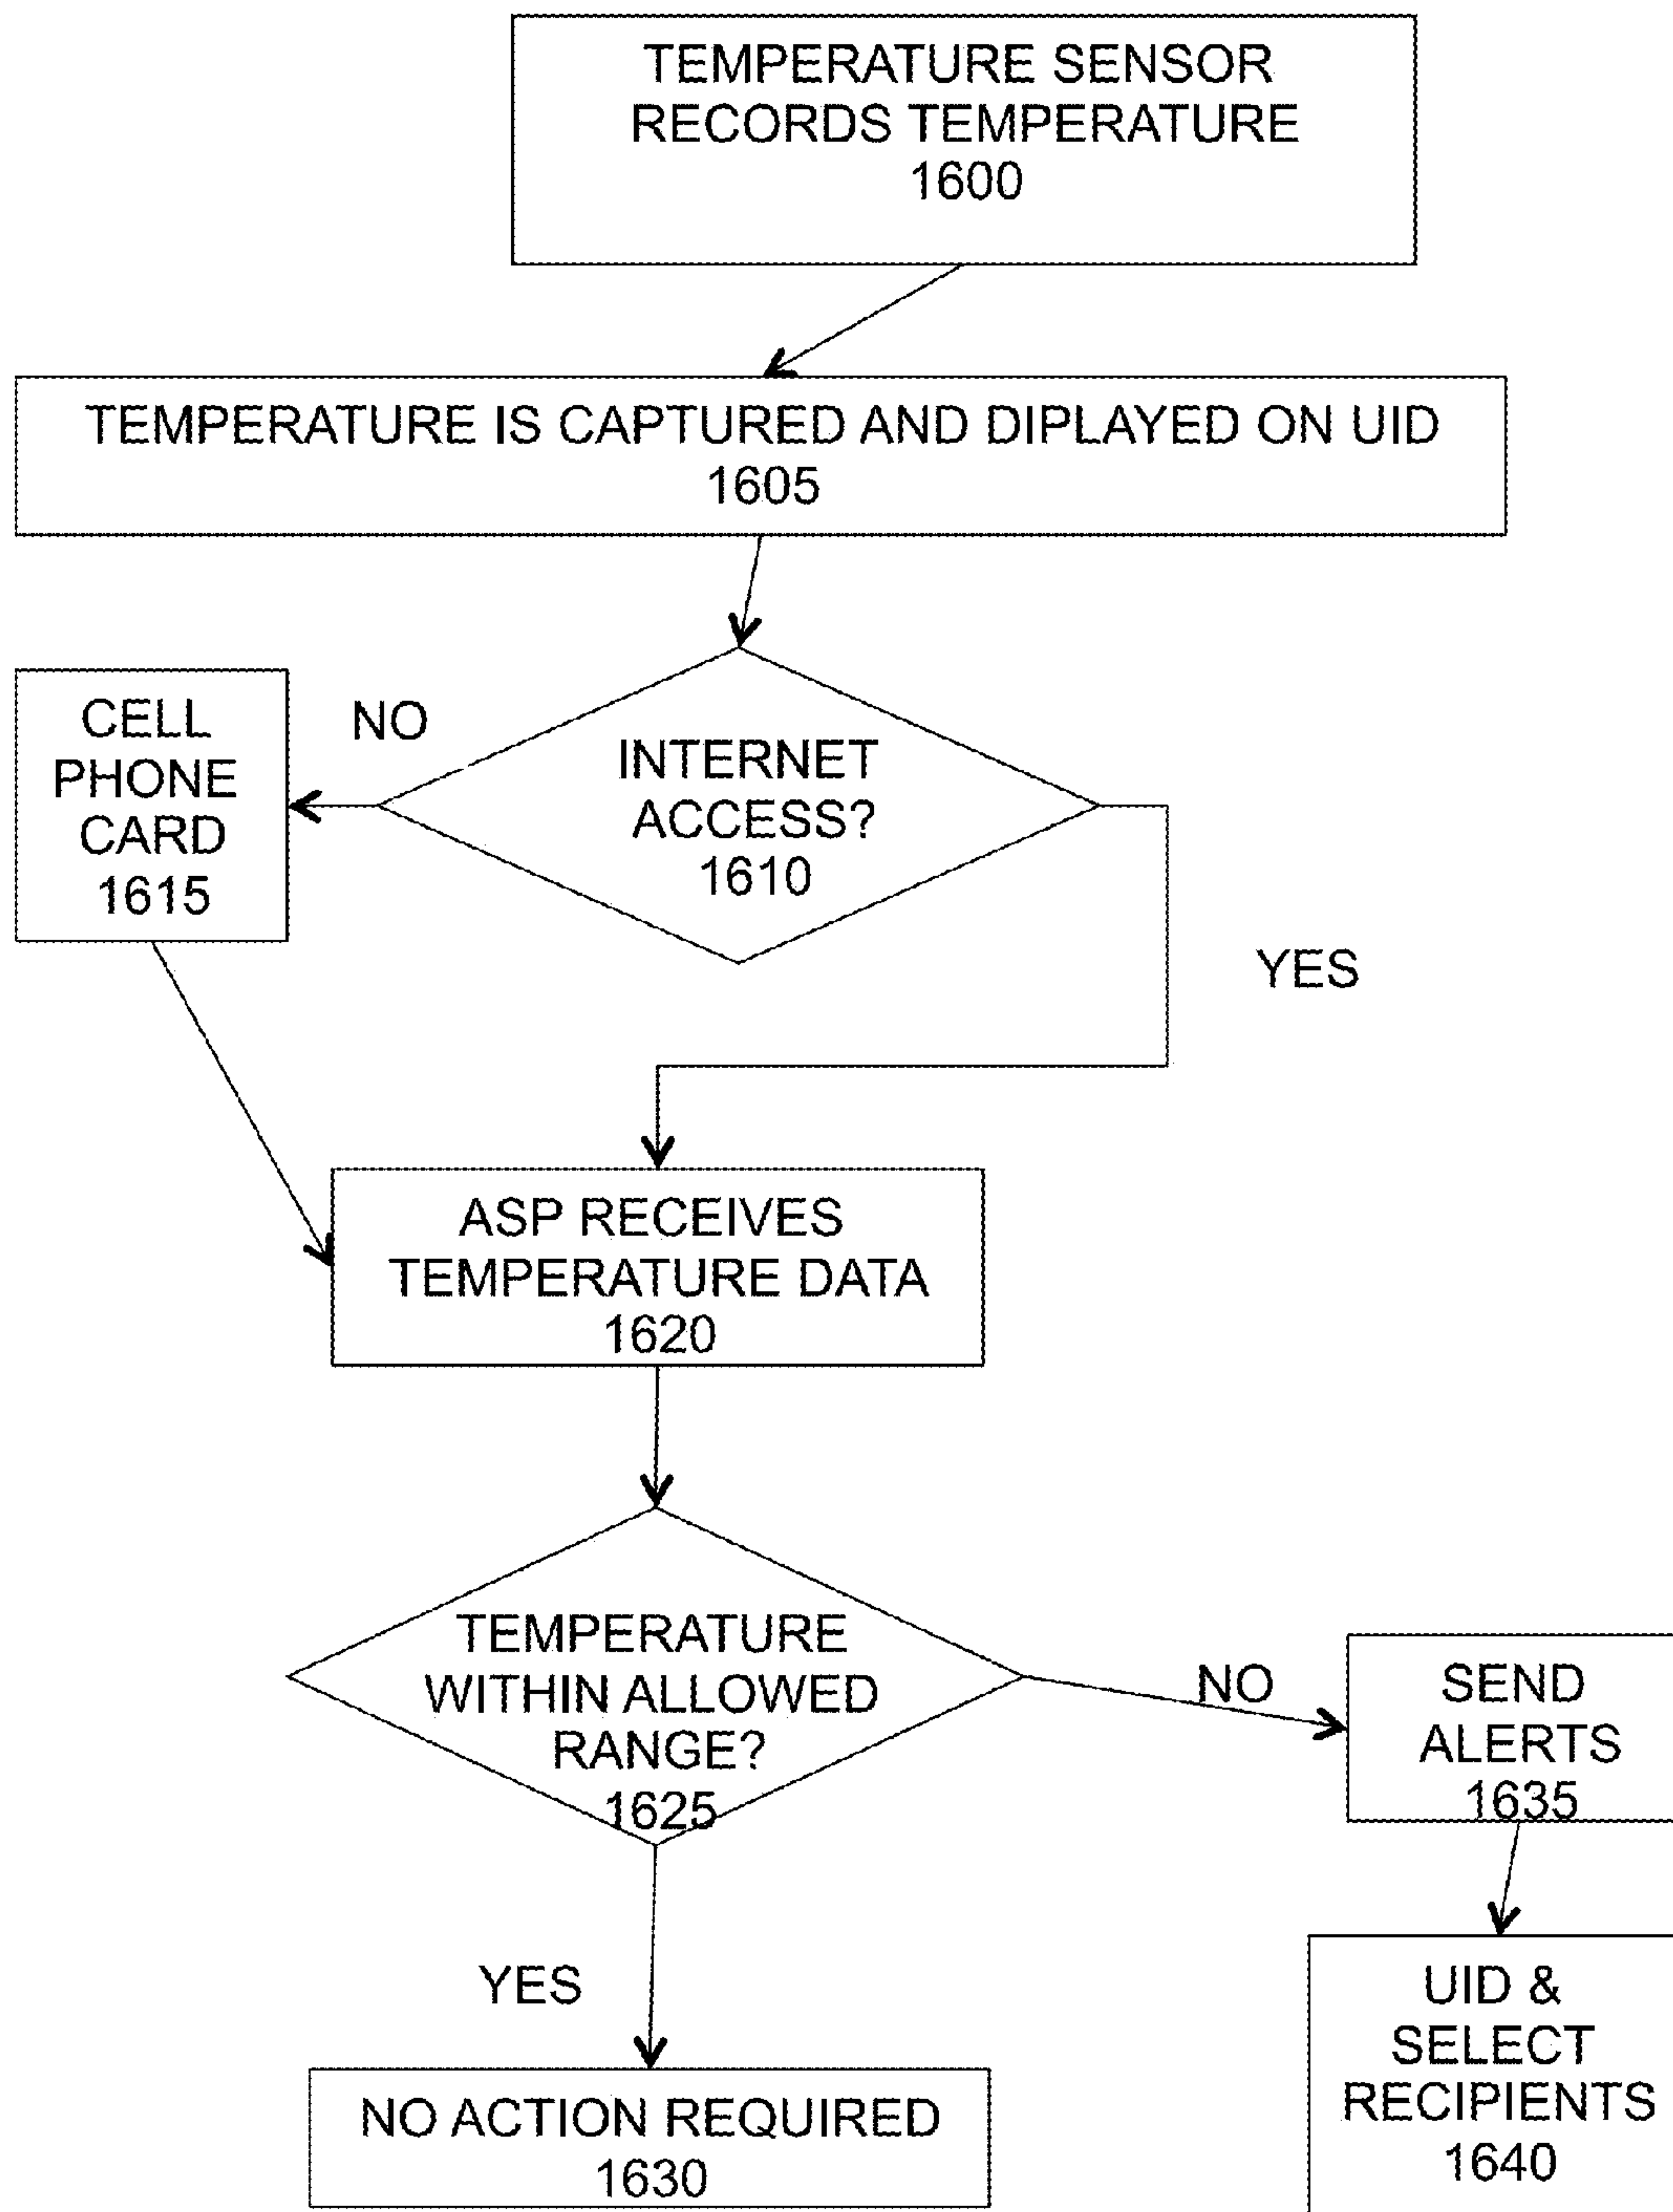 TEMPERATURE SENSOR
RECORDS TEMPERATURE
1600
TEMPERATURE IS CAPTURED AND DIPLAYED ON UID
1605
CELL
PHONE
CARD
1615
NO
INTERNET
ACCESS?
1610
YES
ASP RECEIVES
TEMPERATURE DATA
1620
TEMPERATURE
WITHIN ALLOWED
RANGE?
1625
NO
SEND
ALERTS
1635
YES
NO ACTION REQUIRED
1630
UID &
SELECT
RECIPIENTS
1640